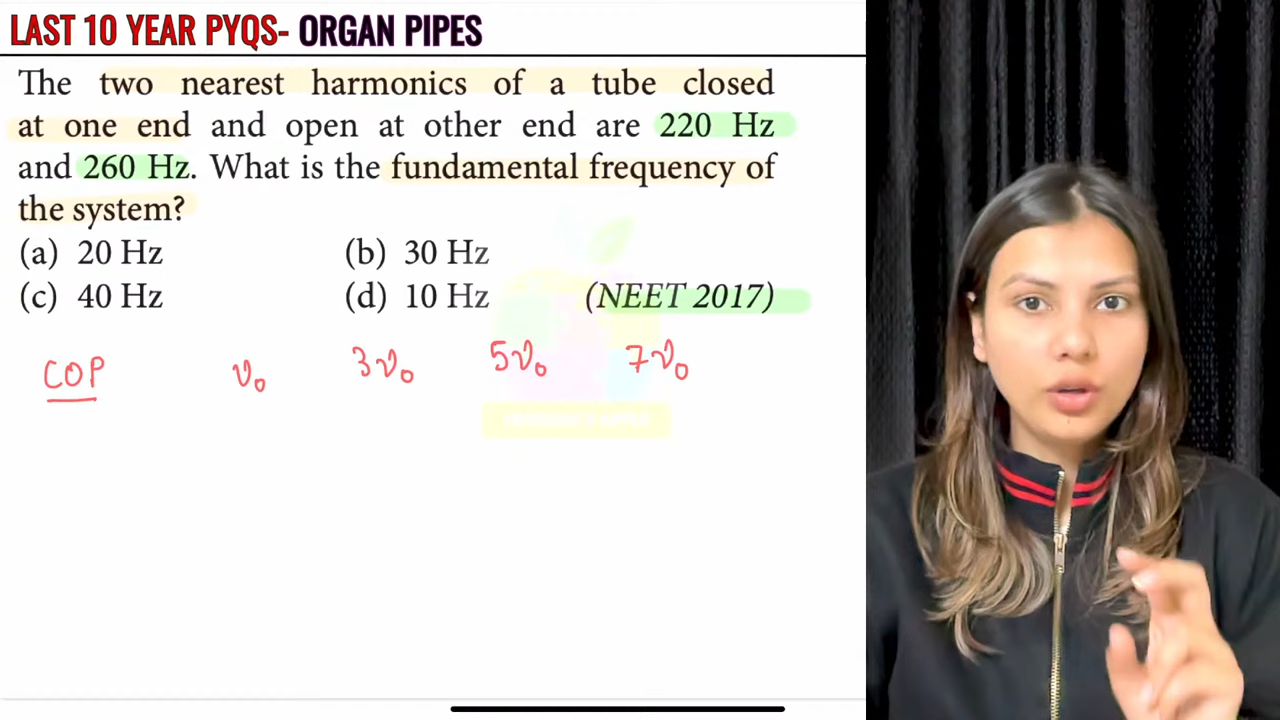 LAST 10 YEAR PYQS- ORGAN PIPES
The two nearest harmonics of a tube closed
at one end and open at other end are 220 Hz
and 260 Hz. What is the fundamental frequency of
the system?
(a) 20 Hz (b) 30 Hz
(c) 40 Hz (d) 10 Hz (NEET 2017)
COP ν₀ 3ν₀ 5ν₀ 7ν₀